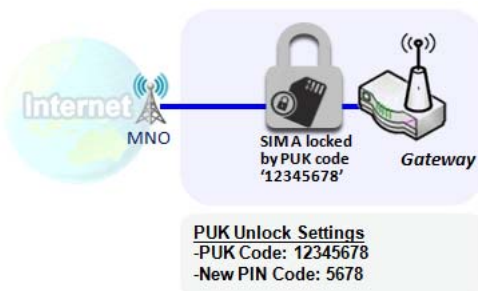 Internet
MNO
SIM A locked
by PUK code
'12345678'
Gateway
PUK Unlock Settings
-PUK Code: 12345678
-New PIN Code: 5678